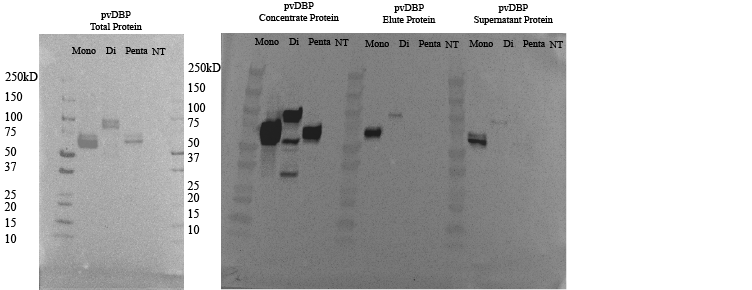 pvDBP
Total Protein
Mono Di Penta NT
250kD
150
100
75
50
37
25
20
15
10
pvDBP
Concentrate Protein
Mono Di Penta NT
pvDBP
Elute Protein
Mono Di Penta NT
pvDBP
Supernatant Protein
Mono Di Penta NT
250kD
150
100
75
50
37
25
20
15
10